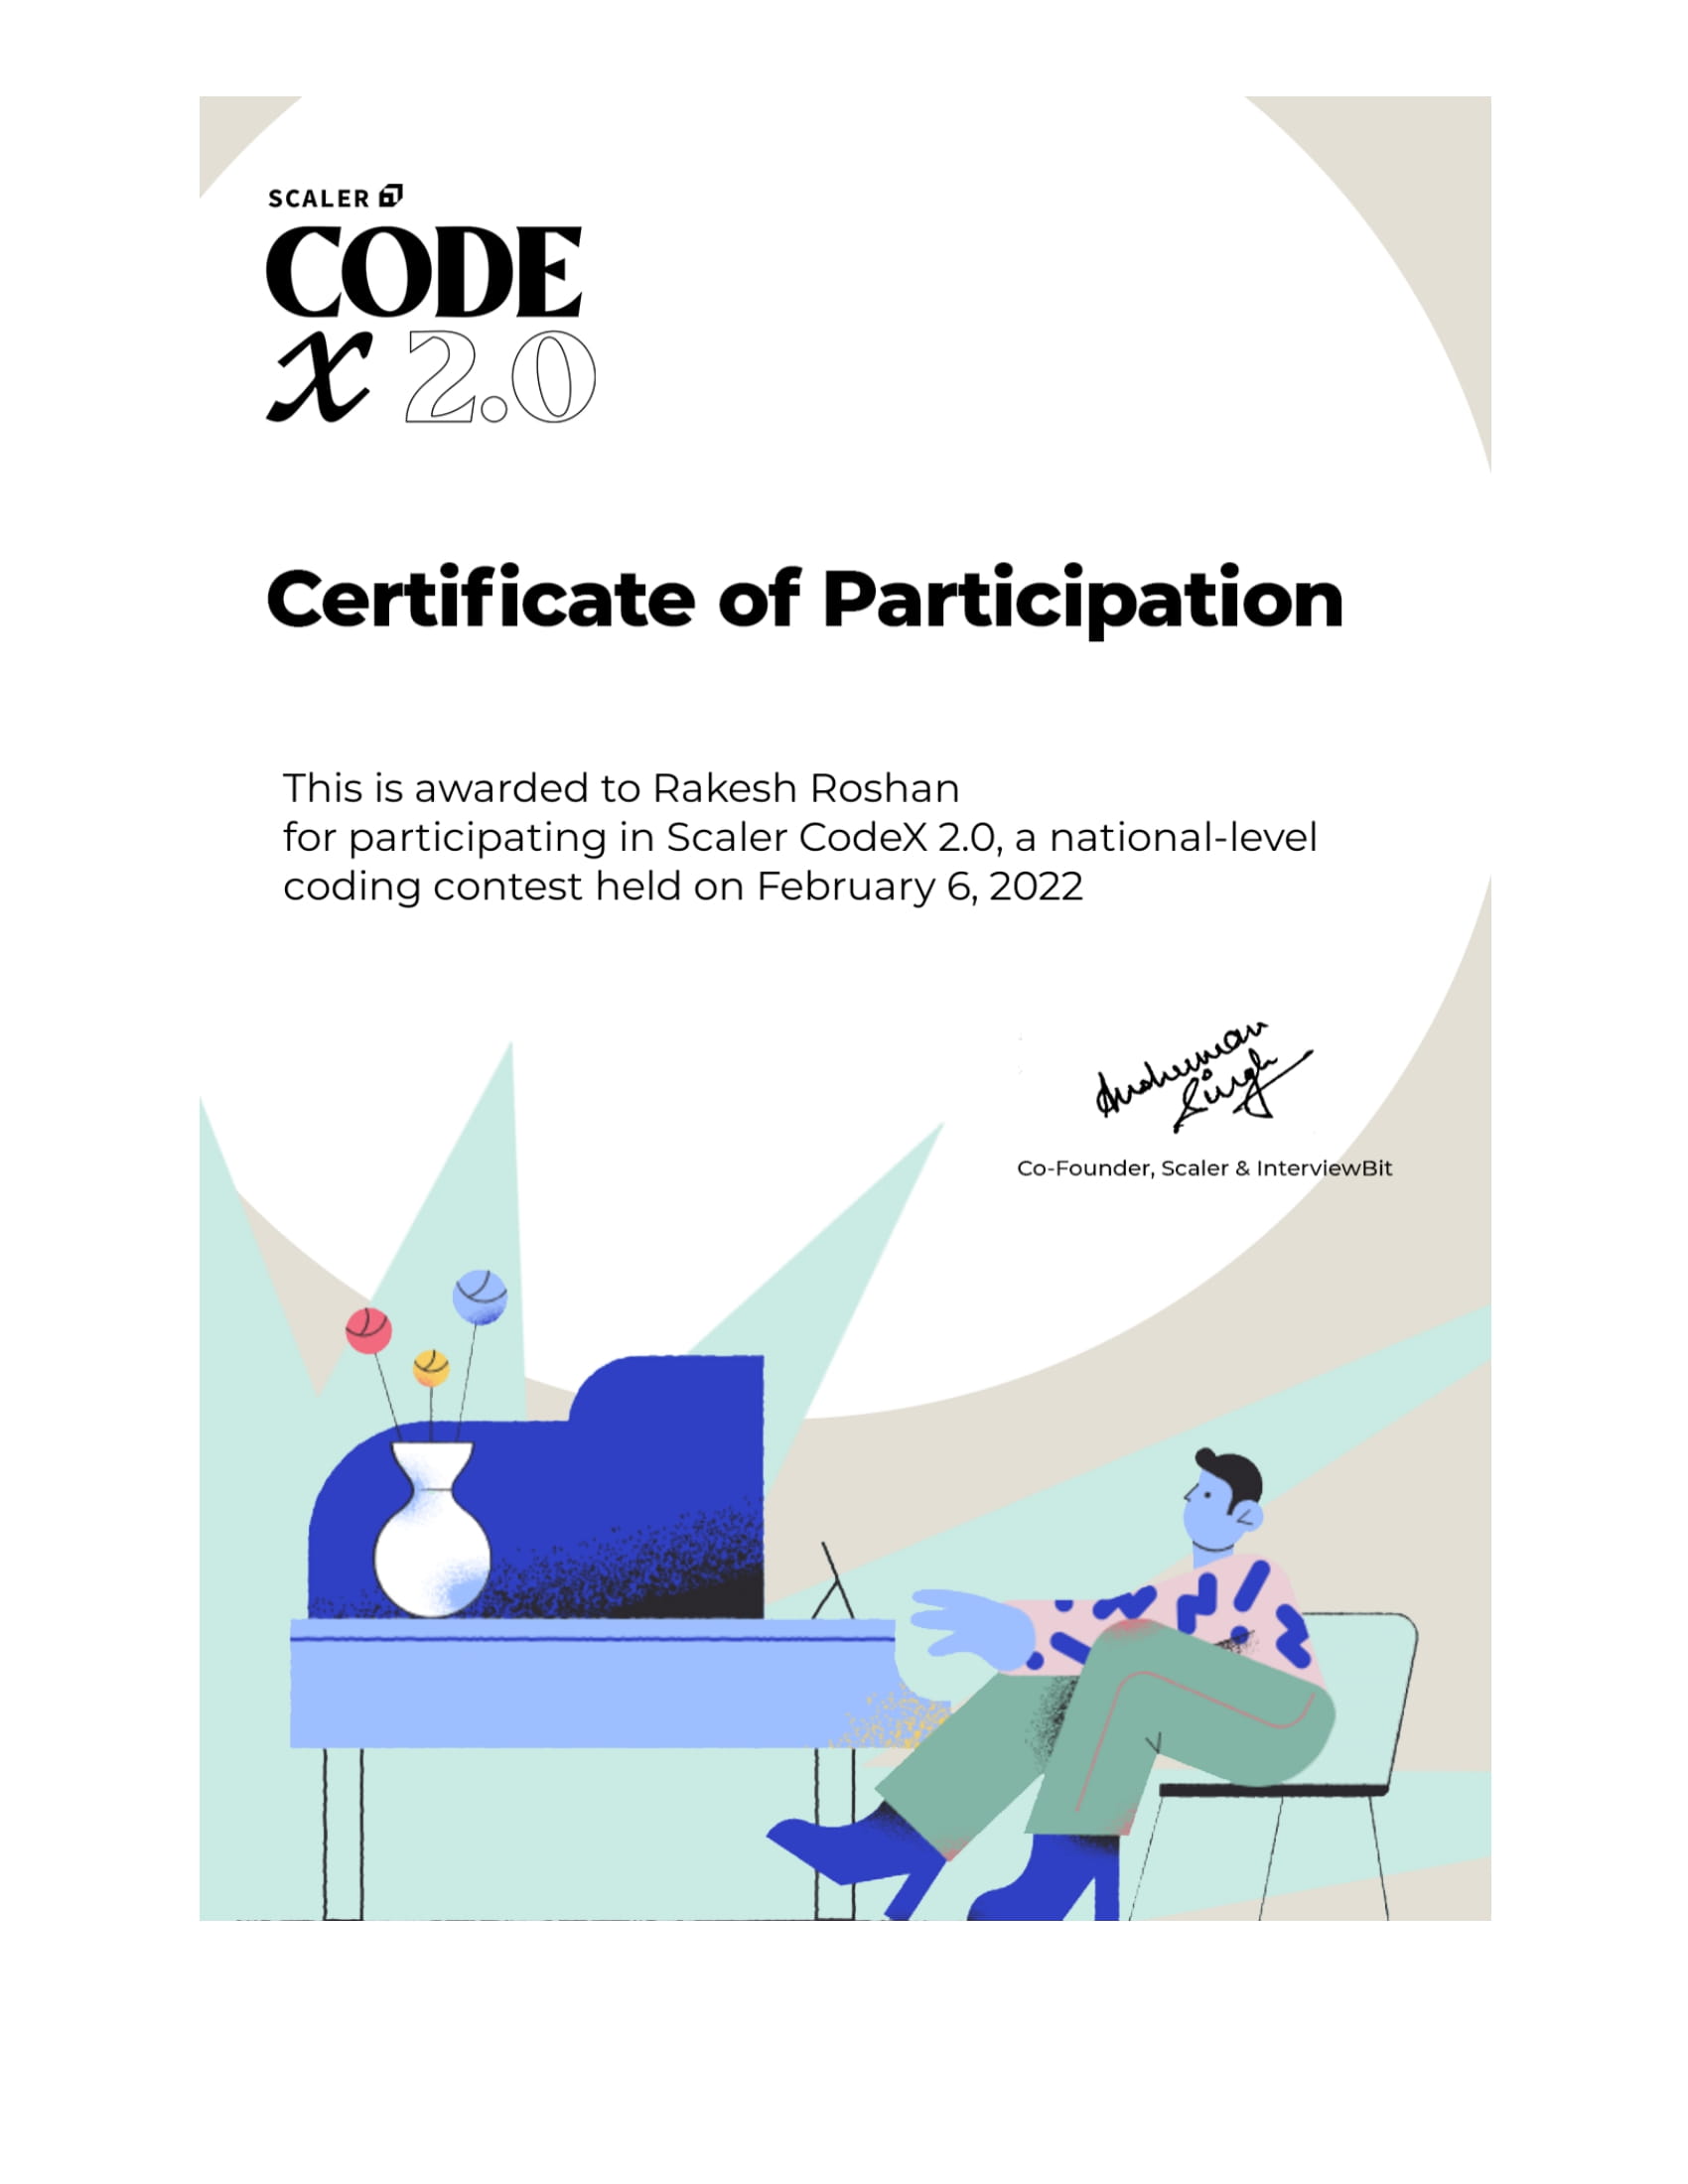 SCALER
CODE
X 2.0
Certificate of Participation
This is awarded to Rakesh Roshan
for participating in Scaler CodeX 2.0, a national-level
coding contest held on February 6, 2022
Anshuman
Singh
Co-Founder, Scaler & InterviewBit